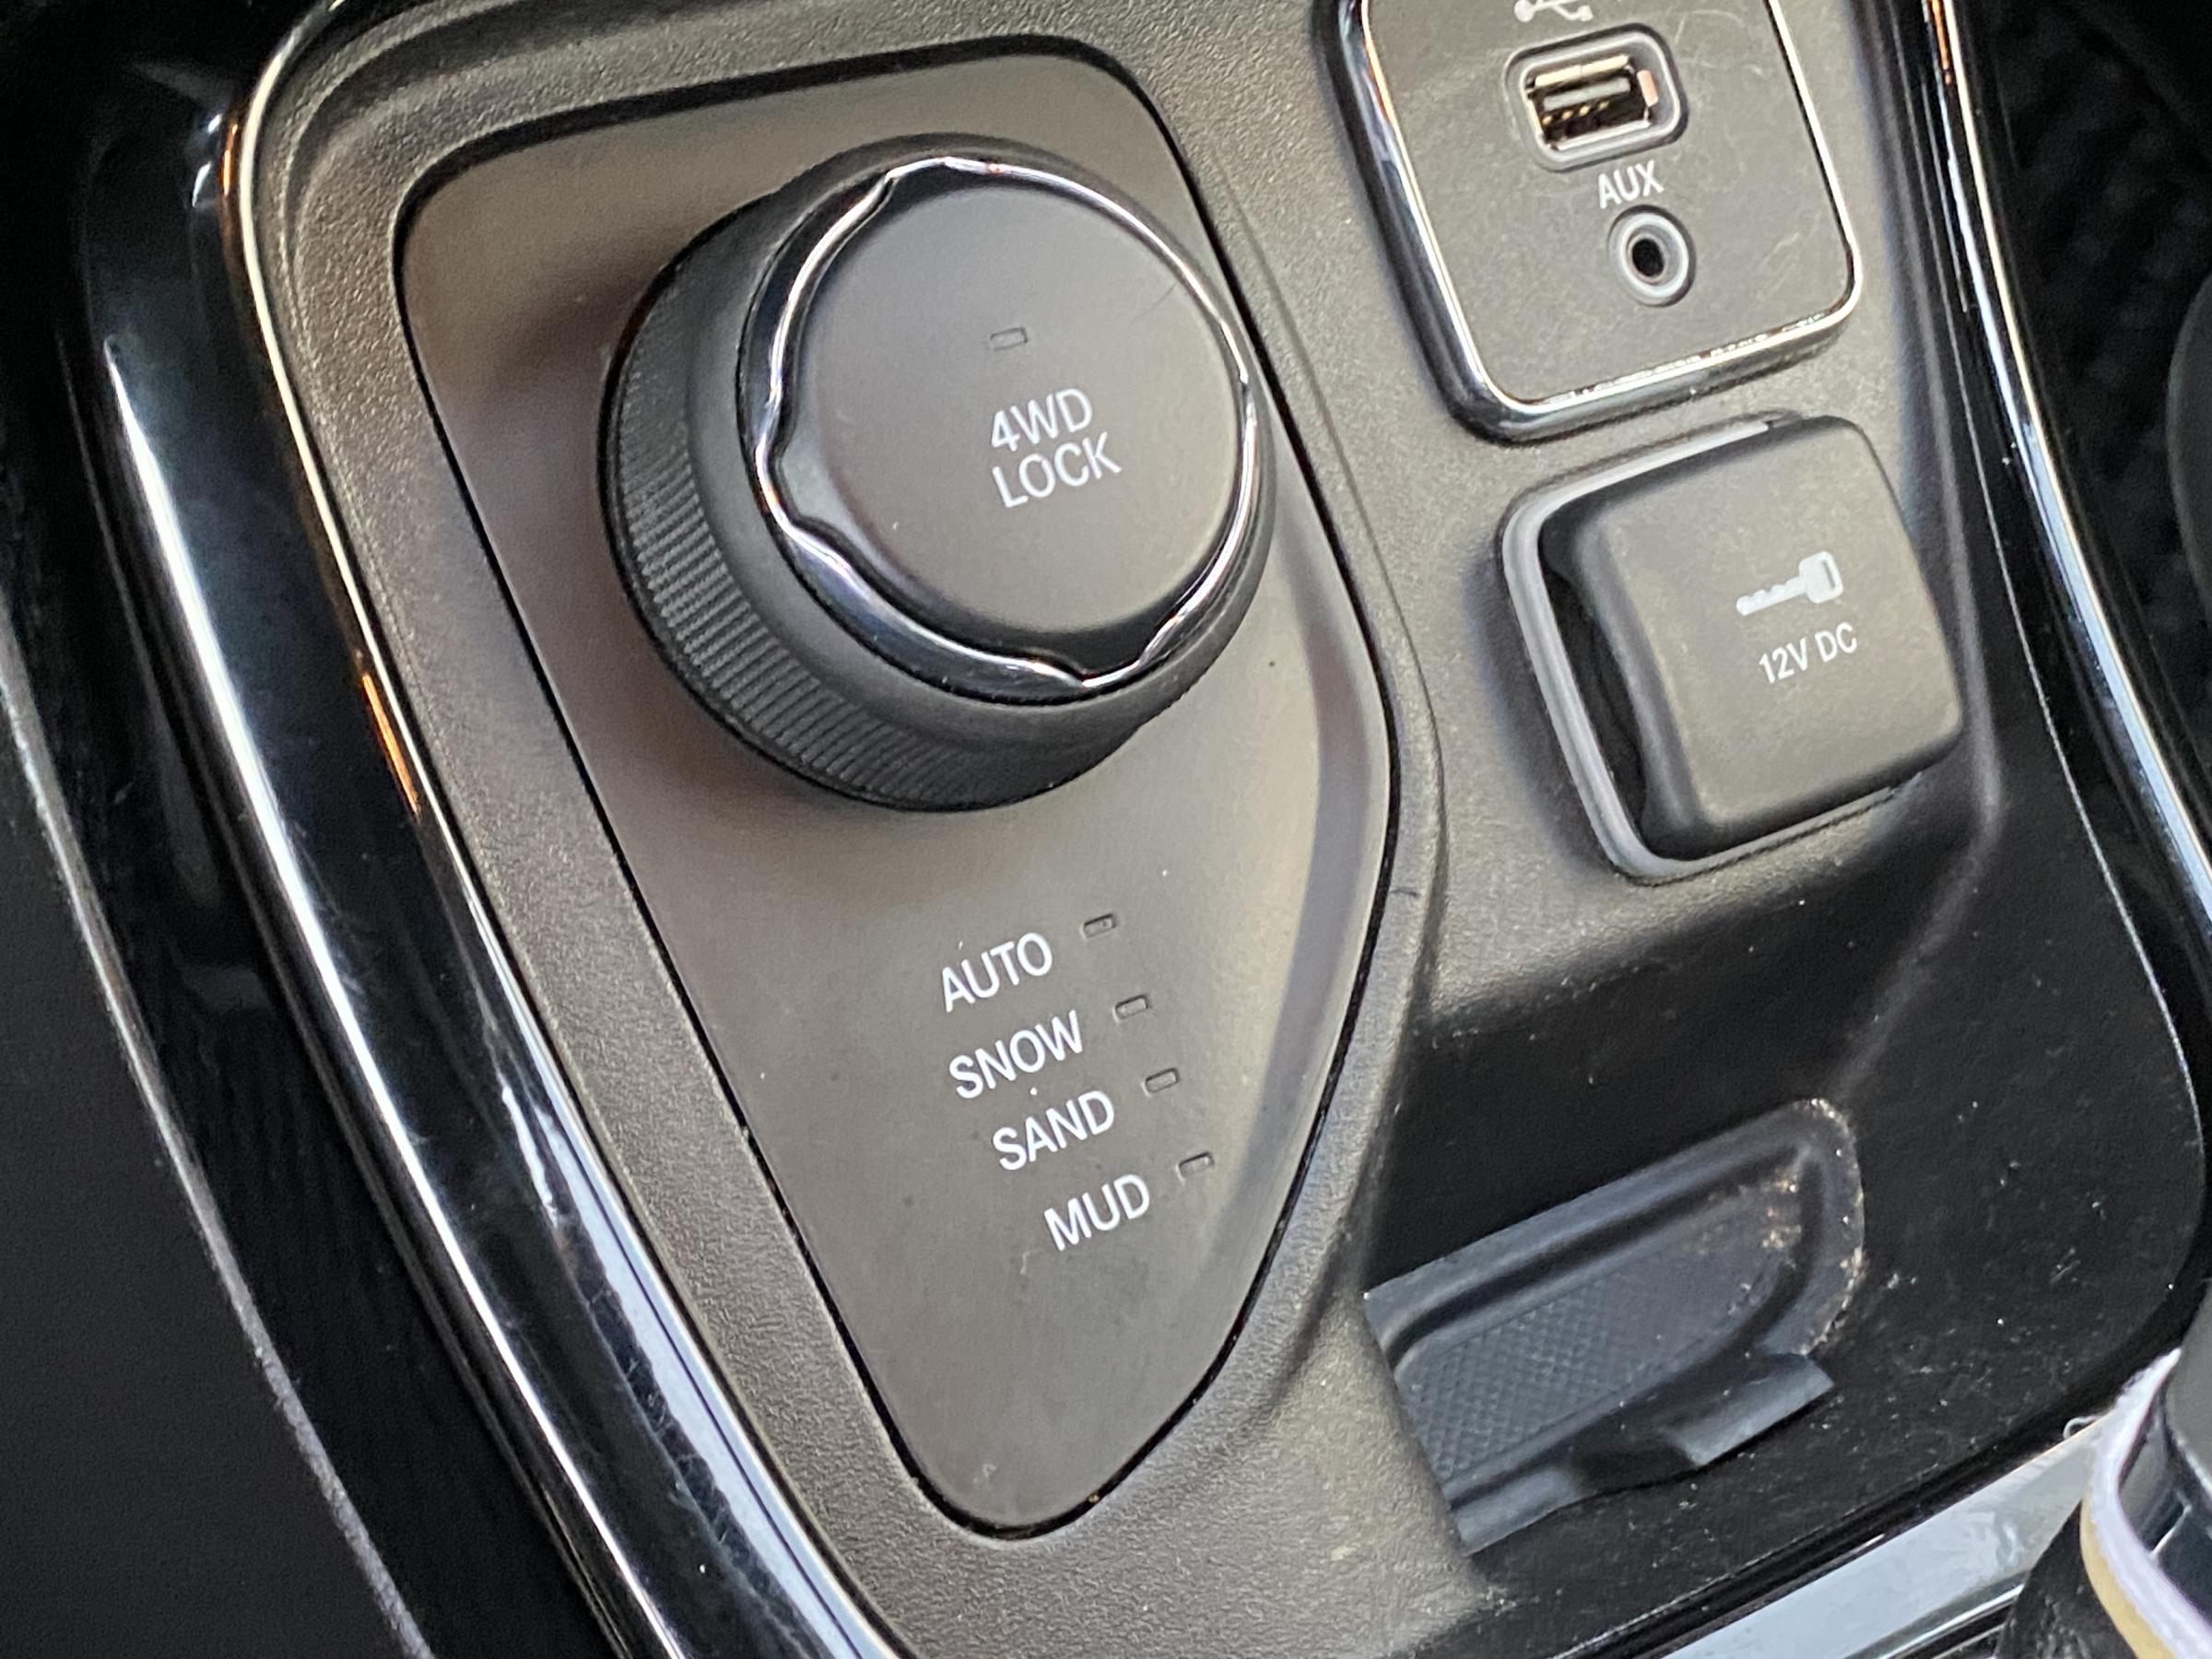 AUX
4WD
LOCK
12V DC
AUTO
SNOW
SAND
MUD